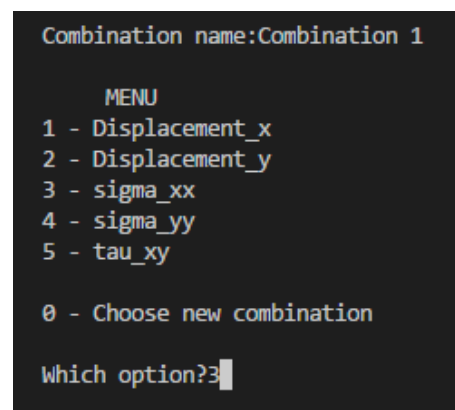 Combination name:Combination 1
MENU
1 - Displacement_x
2 - Displacement_y
3 - sigma_xx
4 - sigma_yy
5 - tau_xy
0 - Choose new combination
Which option?3